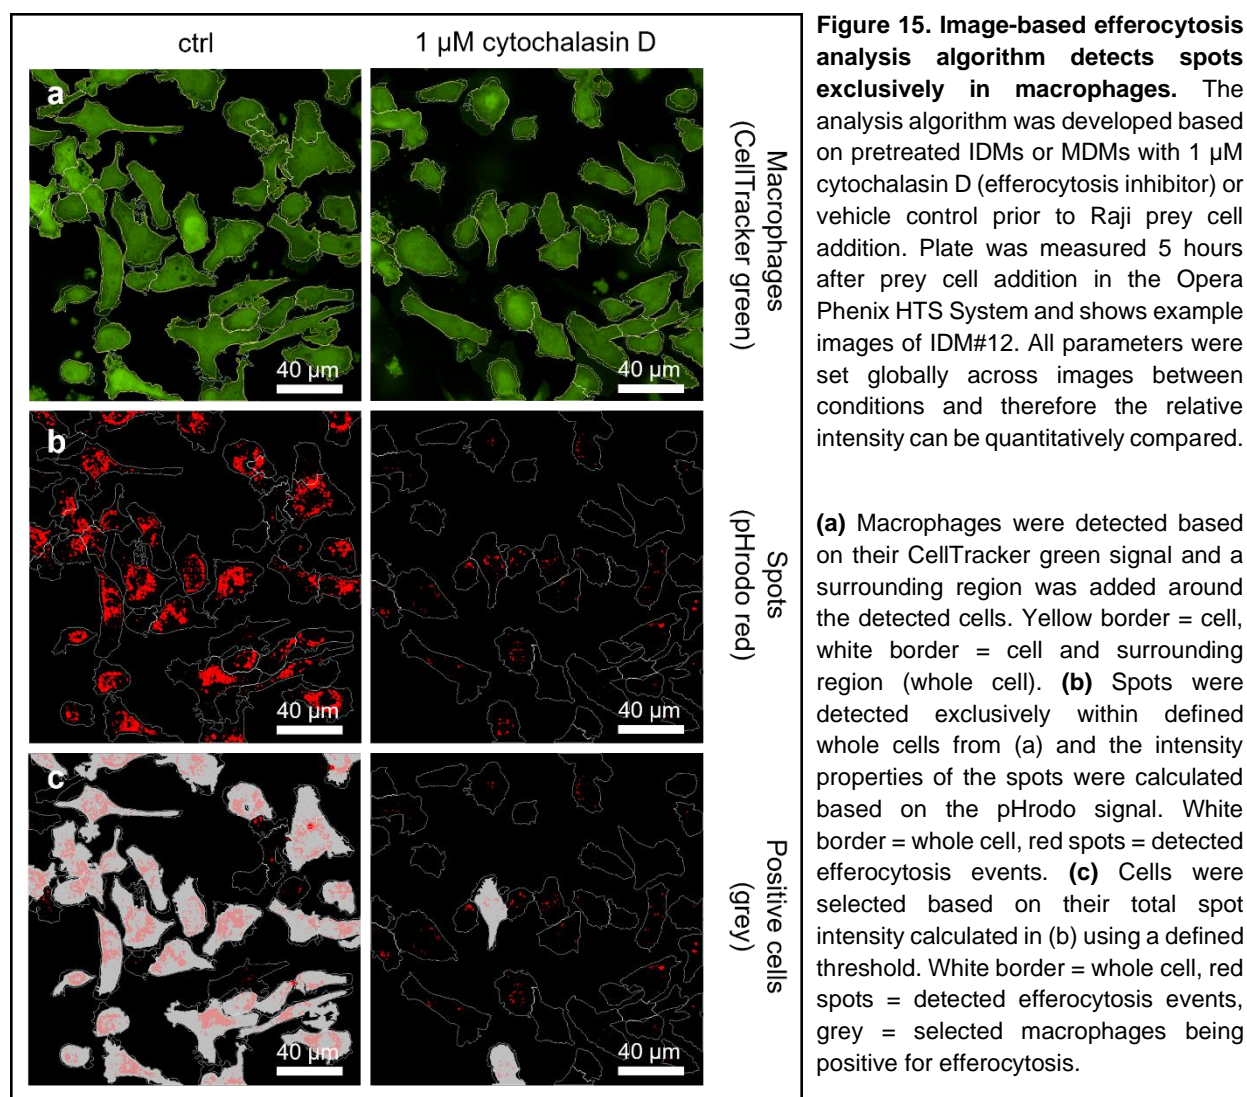 ctrl
1 µM cytochalasin D
a
40 µm
40 µm
Macrophages
(CellTracker green)
b
40 µm
40 µm
Spots
(pHrodo red)
c
40 µm
40 µm
Positive cells
(grey)
Figure 15. Image-based efferocytosis
analysis algorithm detects spots
exclusively in macrophages. The
analysis algorithm was developed based
on pretreated IDMs or MDMs with 1 µM
cytochalasin D (efferocytosis inhibitor) or
vehicle control prior to Raji prey cell
addition. Plate was measured 5 hours
after prey cell addition in the Opera
Phenix HTS System and shows example
images of IDM#12. All parameters were
set globally across images between
conditions and therefore the relative
intensity can be quantitatively compared.
(a) Macrophages were detected based
on their CellTracker green signal and a
surrounding region was added around
the detected cells. Yellow border = cell,
white border = cell and surrounding
region (whole cell). (b) Spots were
detected exclusively within defined
whole cells from (a) and the intensity
properties of the spots were calculated
based on the pHrodo signal. White
border = whole cell, red spots = detected
efferocytosis events. (c) Cells were
selected based on their total spot
intensity calculated in (b) using a defined
threshold. White border = whole cell, red
spots = detected efferocytosis events,
grey = selected macrophages being
positive for efferocytosis.